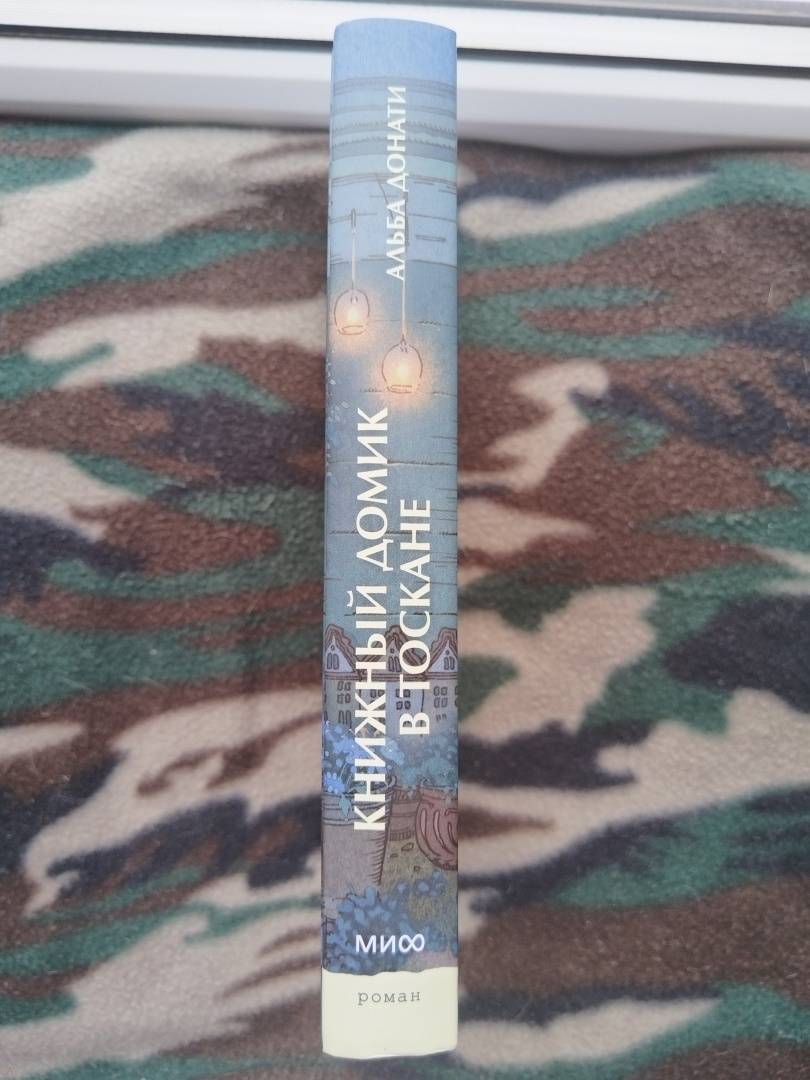 АЛЬБА ДОНАТИ
КНИЖНЫЙ ДОМИК
В ТОСКАНЕ
МИФ
роман